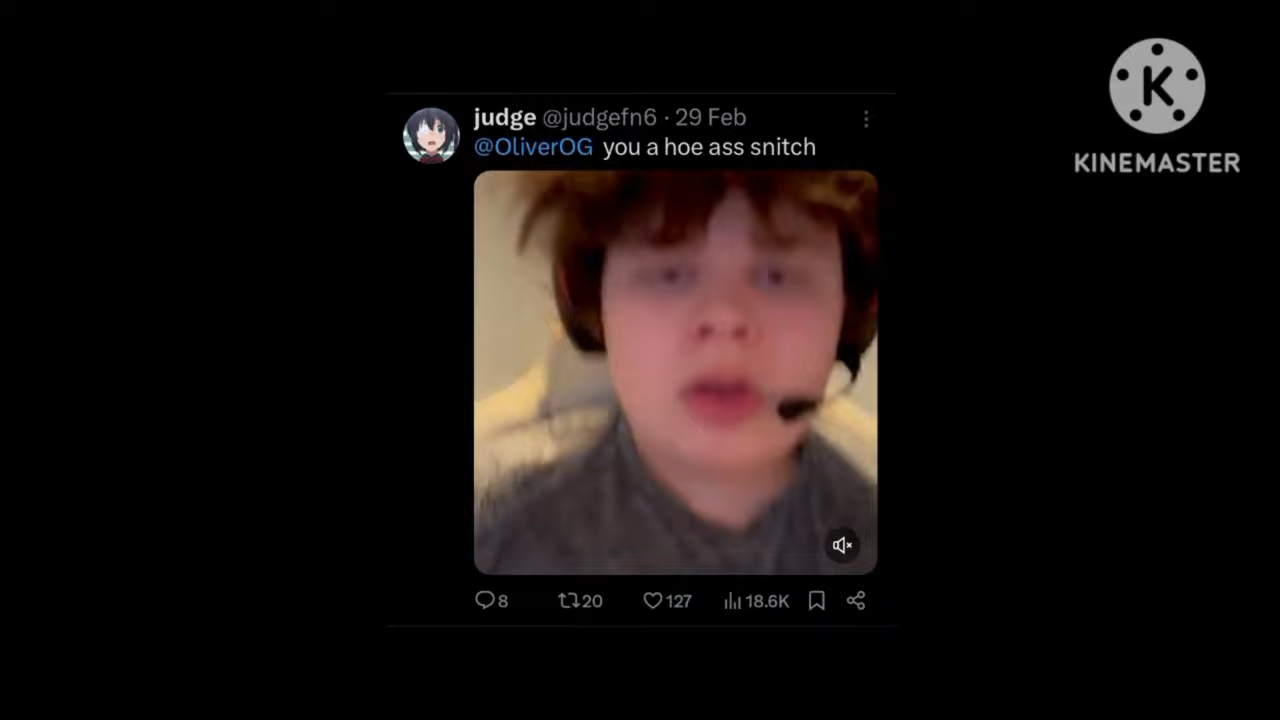 judge @judgefn6 · 29 Feb
@OliverOG you a hoe ass snitch
8 20 127 18.6K
K
KINEMASTER